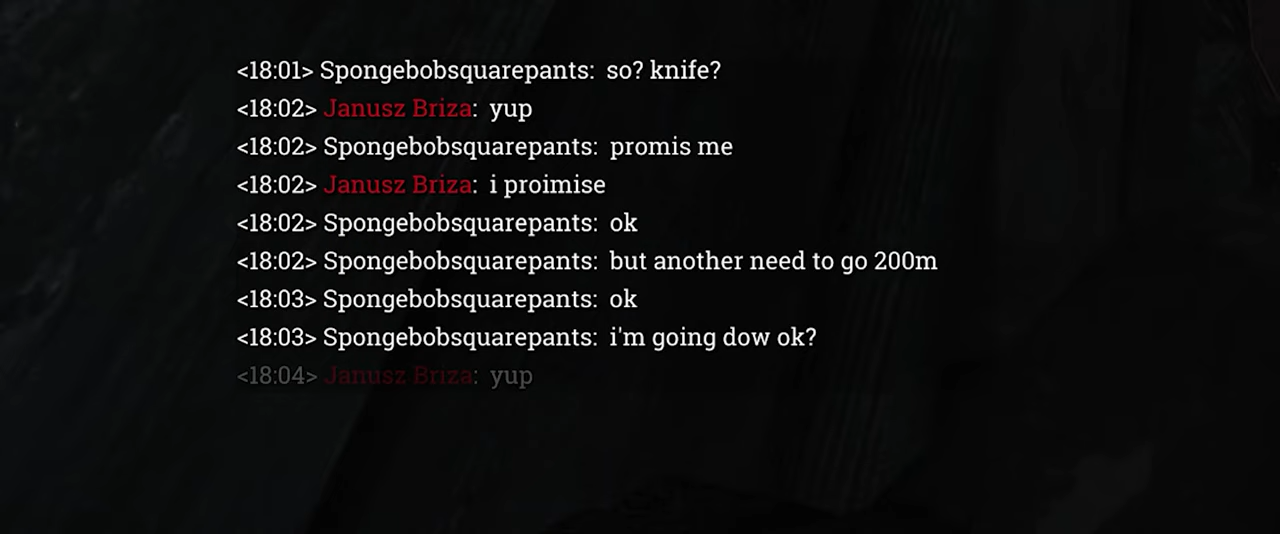 <18:01> Spongebobsquarepants: so? knife?
<18:02> Janusz Briza: yup
<18:02> Spongebobsquarepants: promis me
<18:02> Janusz Briza: i proimise
<18:02> Spongebobsquarepants: ok
<18:02> Spongebobsquarepants: but another need to go 200m
<18:03> Spongebobsquarepants: ok
<18:03> Spongebobsquarepants: i'm going dow ok?
<18:04> Janusz Briza: yup